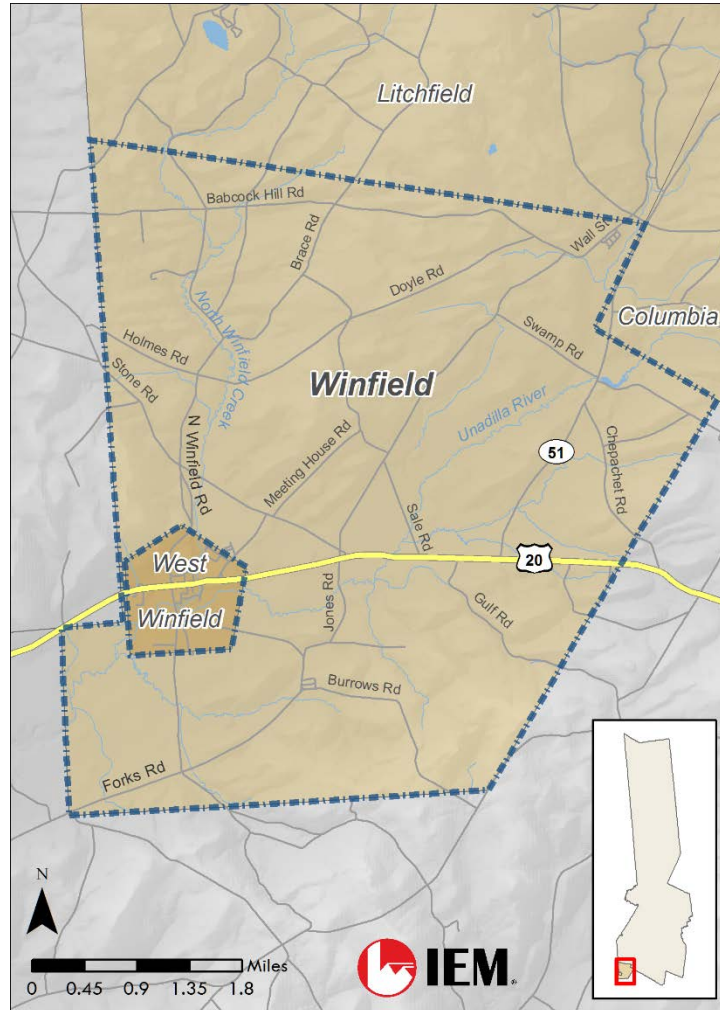 Litchfield
Babcock Hill Rd
Wall St
Brace Rd
Doyle Rd
North Winfield Creek
Columbia
Holmes Rd
Swamp Rd
Stone Rd
Winfield
Unadilla River
N Winfield Rd
Meeting House Rd
51
Chepachet Rd
Sale Rd
West
20
Winfield
Jones Rd
Gulf Rd
Burrows Rd
Forks Rd
N
Miles
0 0.45 0.9 1.35 1.8
IEM